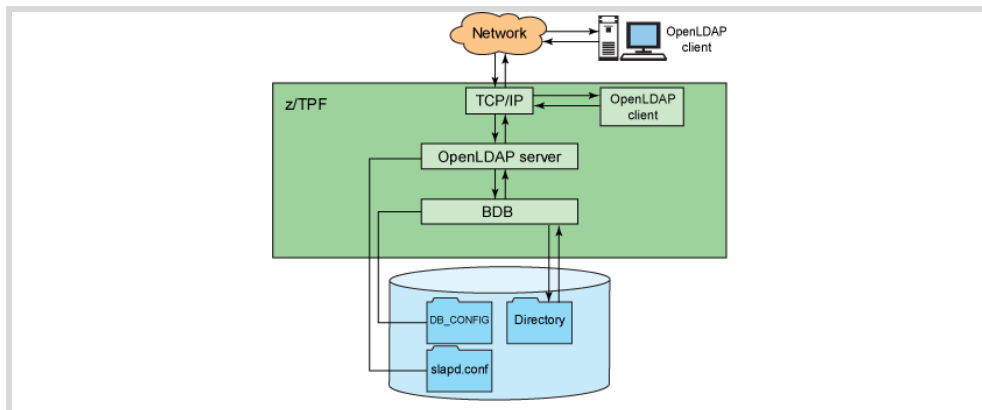 Network
OpenLDAP
client
z/TPF
TCP/IP
OpenLDAP
client
OpenLDAP server
BDB
DB_CONFIG
Directory
slapd.conf